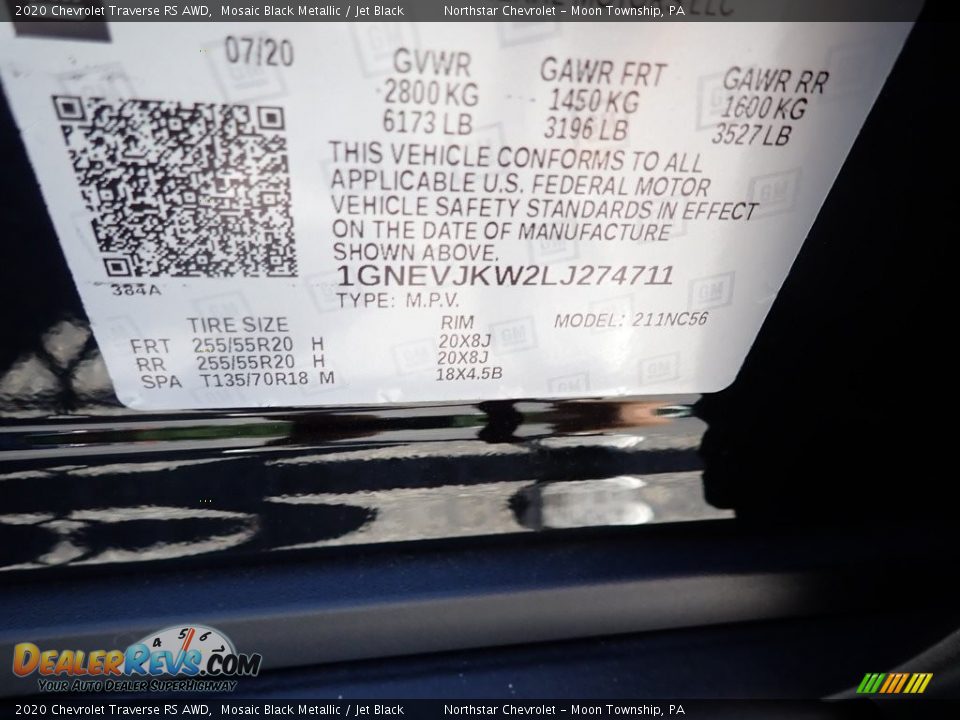 2020 Chevrolet Traverse RS AWD, Mosaic Black Metallic / Jet Black Northstar Chevrolet – Moon Township, PA
LLC
07/20
GVWR GAWR FRT GAWR RR
2800 KG 1450 KG 1600 KG
6173 LB 3196 LB 3527 LB
THIS VEHICLE CONFORMS TO ALL
APPLICABLE U.S. FEDERAL MOTOR
VEHICLE SAFETY STANDARDS IN EFFECT
ON THE DATE OF MANUFACTURE
SHOWN ABOVE.
1GNEVJKW2LJ274711
384A
TYPE: M.P.V.
TIRE SIZE RIM MODEL: 211NC56
FRT 255/55R20 H 20X8J
RR 255/55R20 H 20X8J
SPA T135/70R18 M 18X4.5B
4 5 6
DealerRevs.com
Your Auto Dealer SuperHighway
2020 Chevrolet Traverse RS AWD, Mosaic Black Metallic / Jet Black Northstar Chevrolet – Moon Township, PA